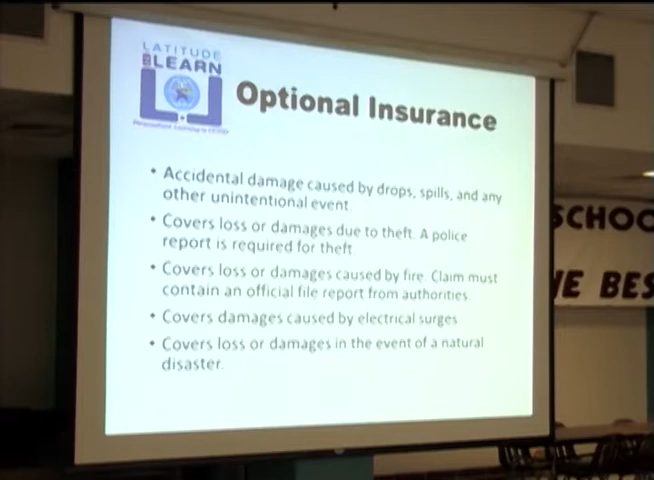 LATITUDE
TO LEARN
Optional Insurance
• Accidental damage caused by drops, spills, and any
other unintentional event.
• Covers loss or damages due to theft. A police
report is required for theft
• Covers loss or damages caused by fire. Claim must
contain an official file report from authorities.
• Covers damages caused by electrical surges
• Covers loss or damages in the event of a natural
disaster.
SCHOO
E BES